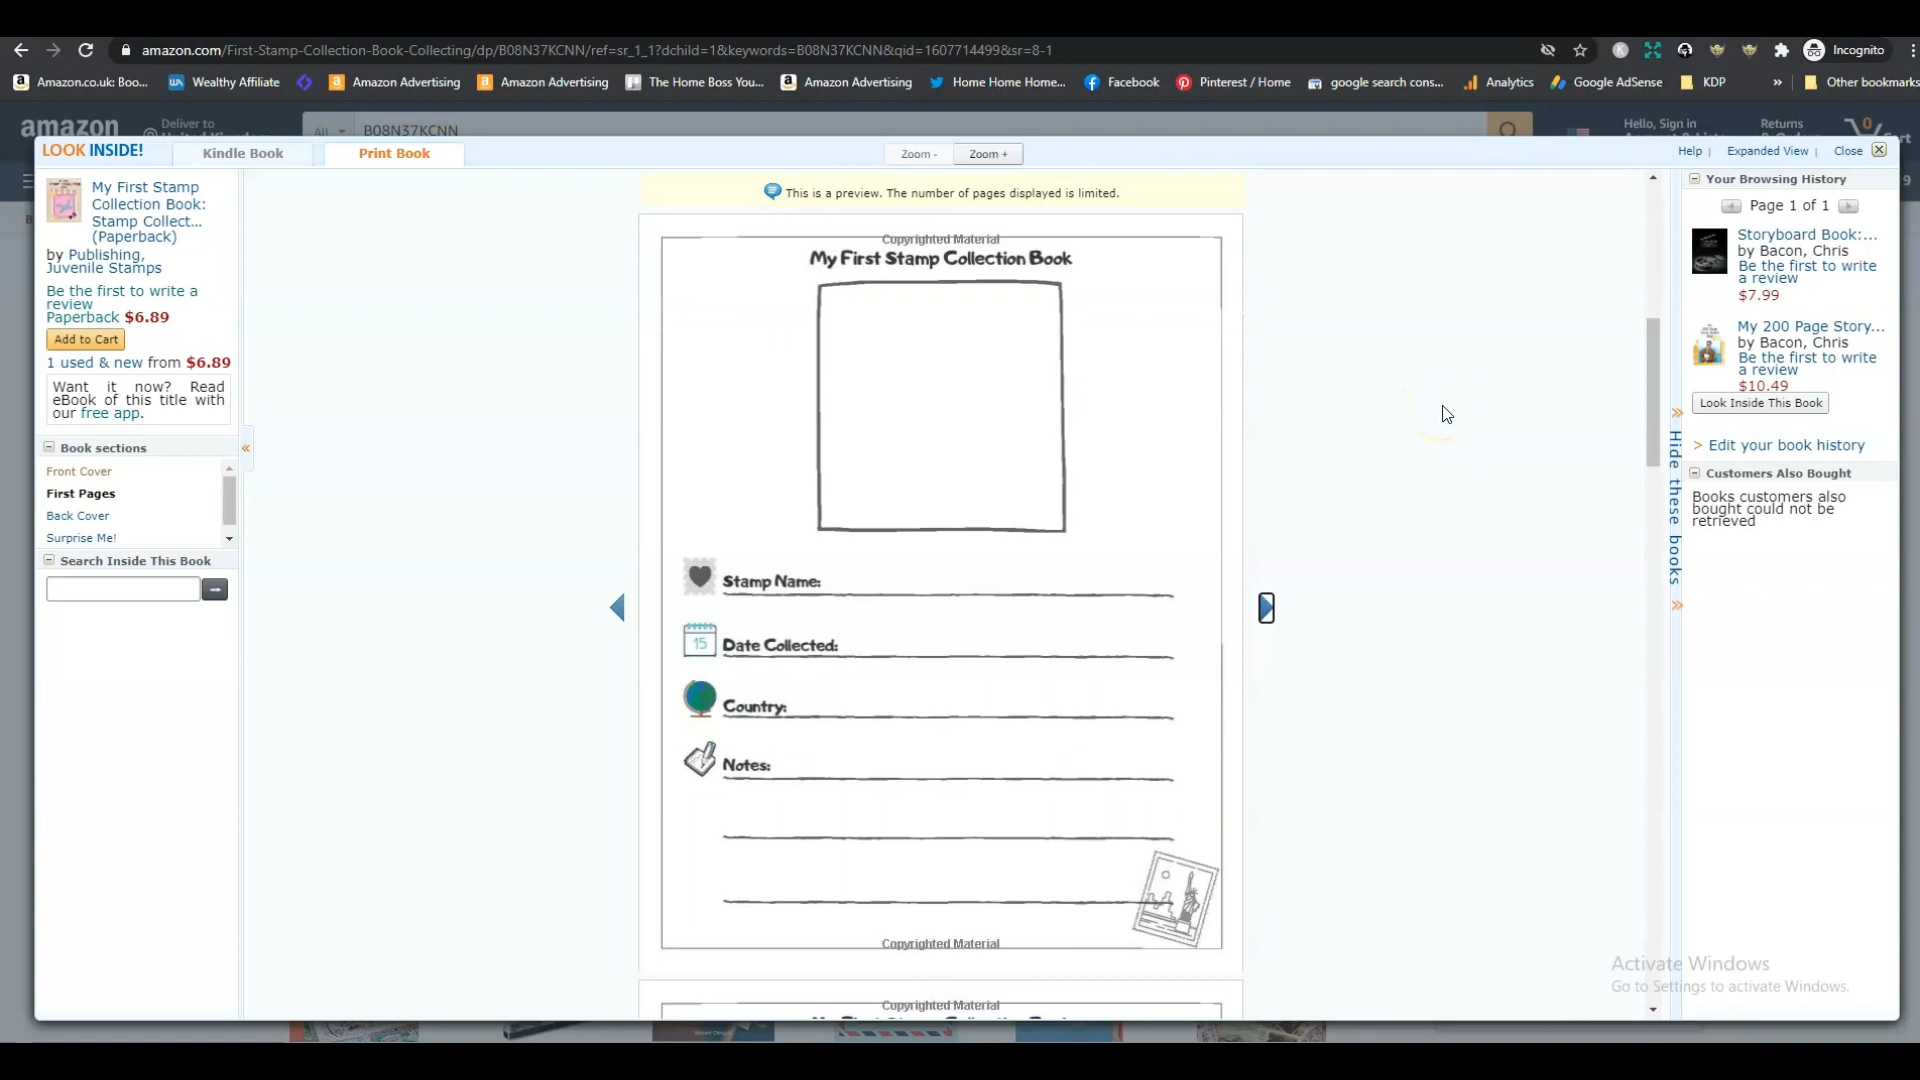 amazon.com/First-Stamp-Collection-Book-Collecting/dp/B08N37KCNN/ref=sr_1_1?dchild=1&keywords=B08N37KCNN&qid=1607714499&sr=8-1
Incognito
Amazon.co.uk: Boo...
Wealthy Affiliate
Amazon Advertising
Amazon Advertising
The Home Boss You...
Amazon Advertising
Home Home Home...
Facebook
Pinterest / Home
google search cons...
Analytics
Google AdSense
KDP
»
Other bookmarks
amazon
Deliver to
All
B08N37KCNN
Hello, Sign in
Returns
0
LOOK INSIDE!
Kindle Book
Print Book
Zoom -
Zoom +
Help |
Expanded View |
Close
My First Stamp
Collection Book:
Stamp Collect...
(Paperback)
by Publishing,
Juvenile Stamps
Be the first to write a
review
Paperback $6.89
Add to Cart
1 used & new from $6.89
Want it now? Read
eBook of this title with
our free app.
Book sections
Front Cover
First Pages
Back Cover
Surprise Me!
Search Inside This Book
This is a preview. The number of pages displayed is limited.
Copyrighted Material
My First Stamp Collection Book
Stamp Name:
15
Date Collected:
Country:
Notes:
Copyrighted Material
Copyrighted Material
Your Browsing History
Page 1 of 1
Storyboard Book:...
by Bacon, Chris
Be the first to write
a review
$7.99
My 200 Page Story...
by Bacon, Chris
Be the first to write
a review
$10.49
Look Inside This Book
> Edit your book history
Customers Also Bought
Books customers also
bought could not be
retrieved
Hide these books
Activate Windows
Go to Settings to activate Windows.